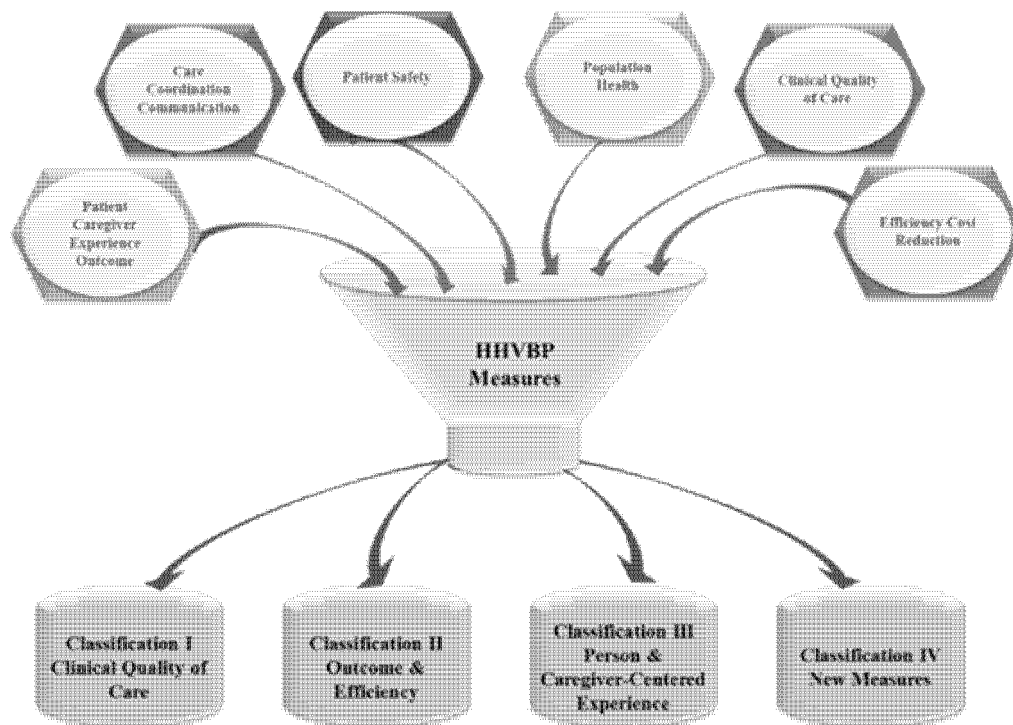 Care
Coordination
Communication
Patient Safety
Population
Health
Clinical Quality
of Care
Patient
Caregiver
Experience
Outcome
Efficiency Cost
Reduction
HHVBP
Measures
Classification I
Clinical Quality of
Care
Classification II
Outcome &
Efficiency
Classification III
Person &
Caregiver-Centered
Experience
Classification IV
New Measures